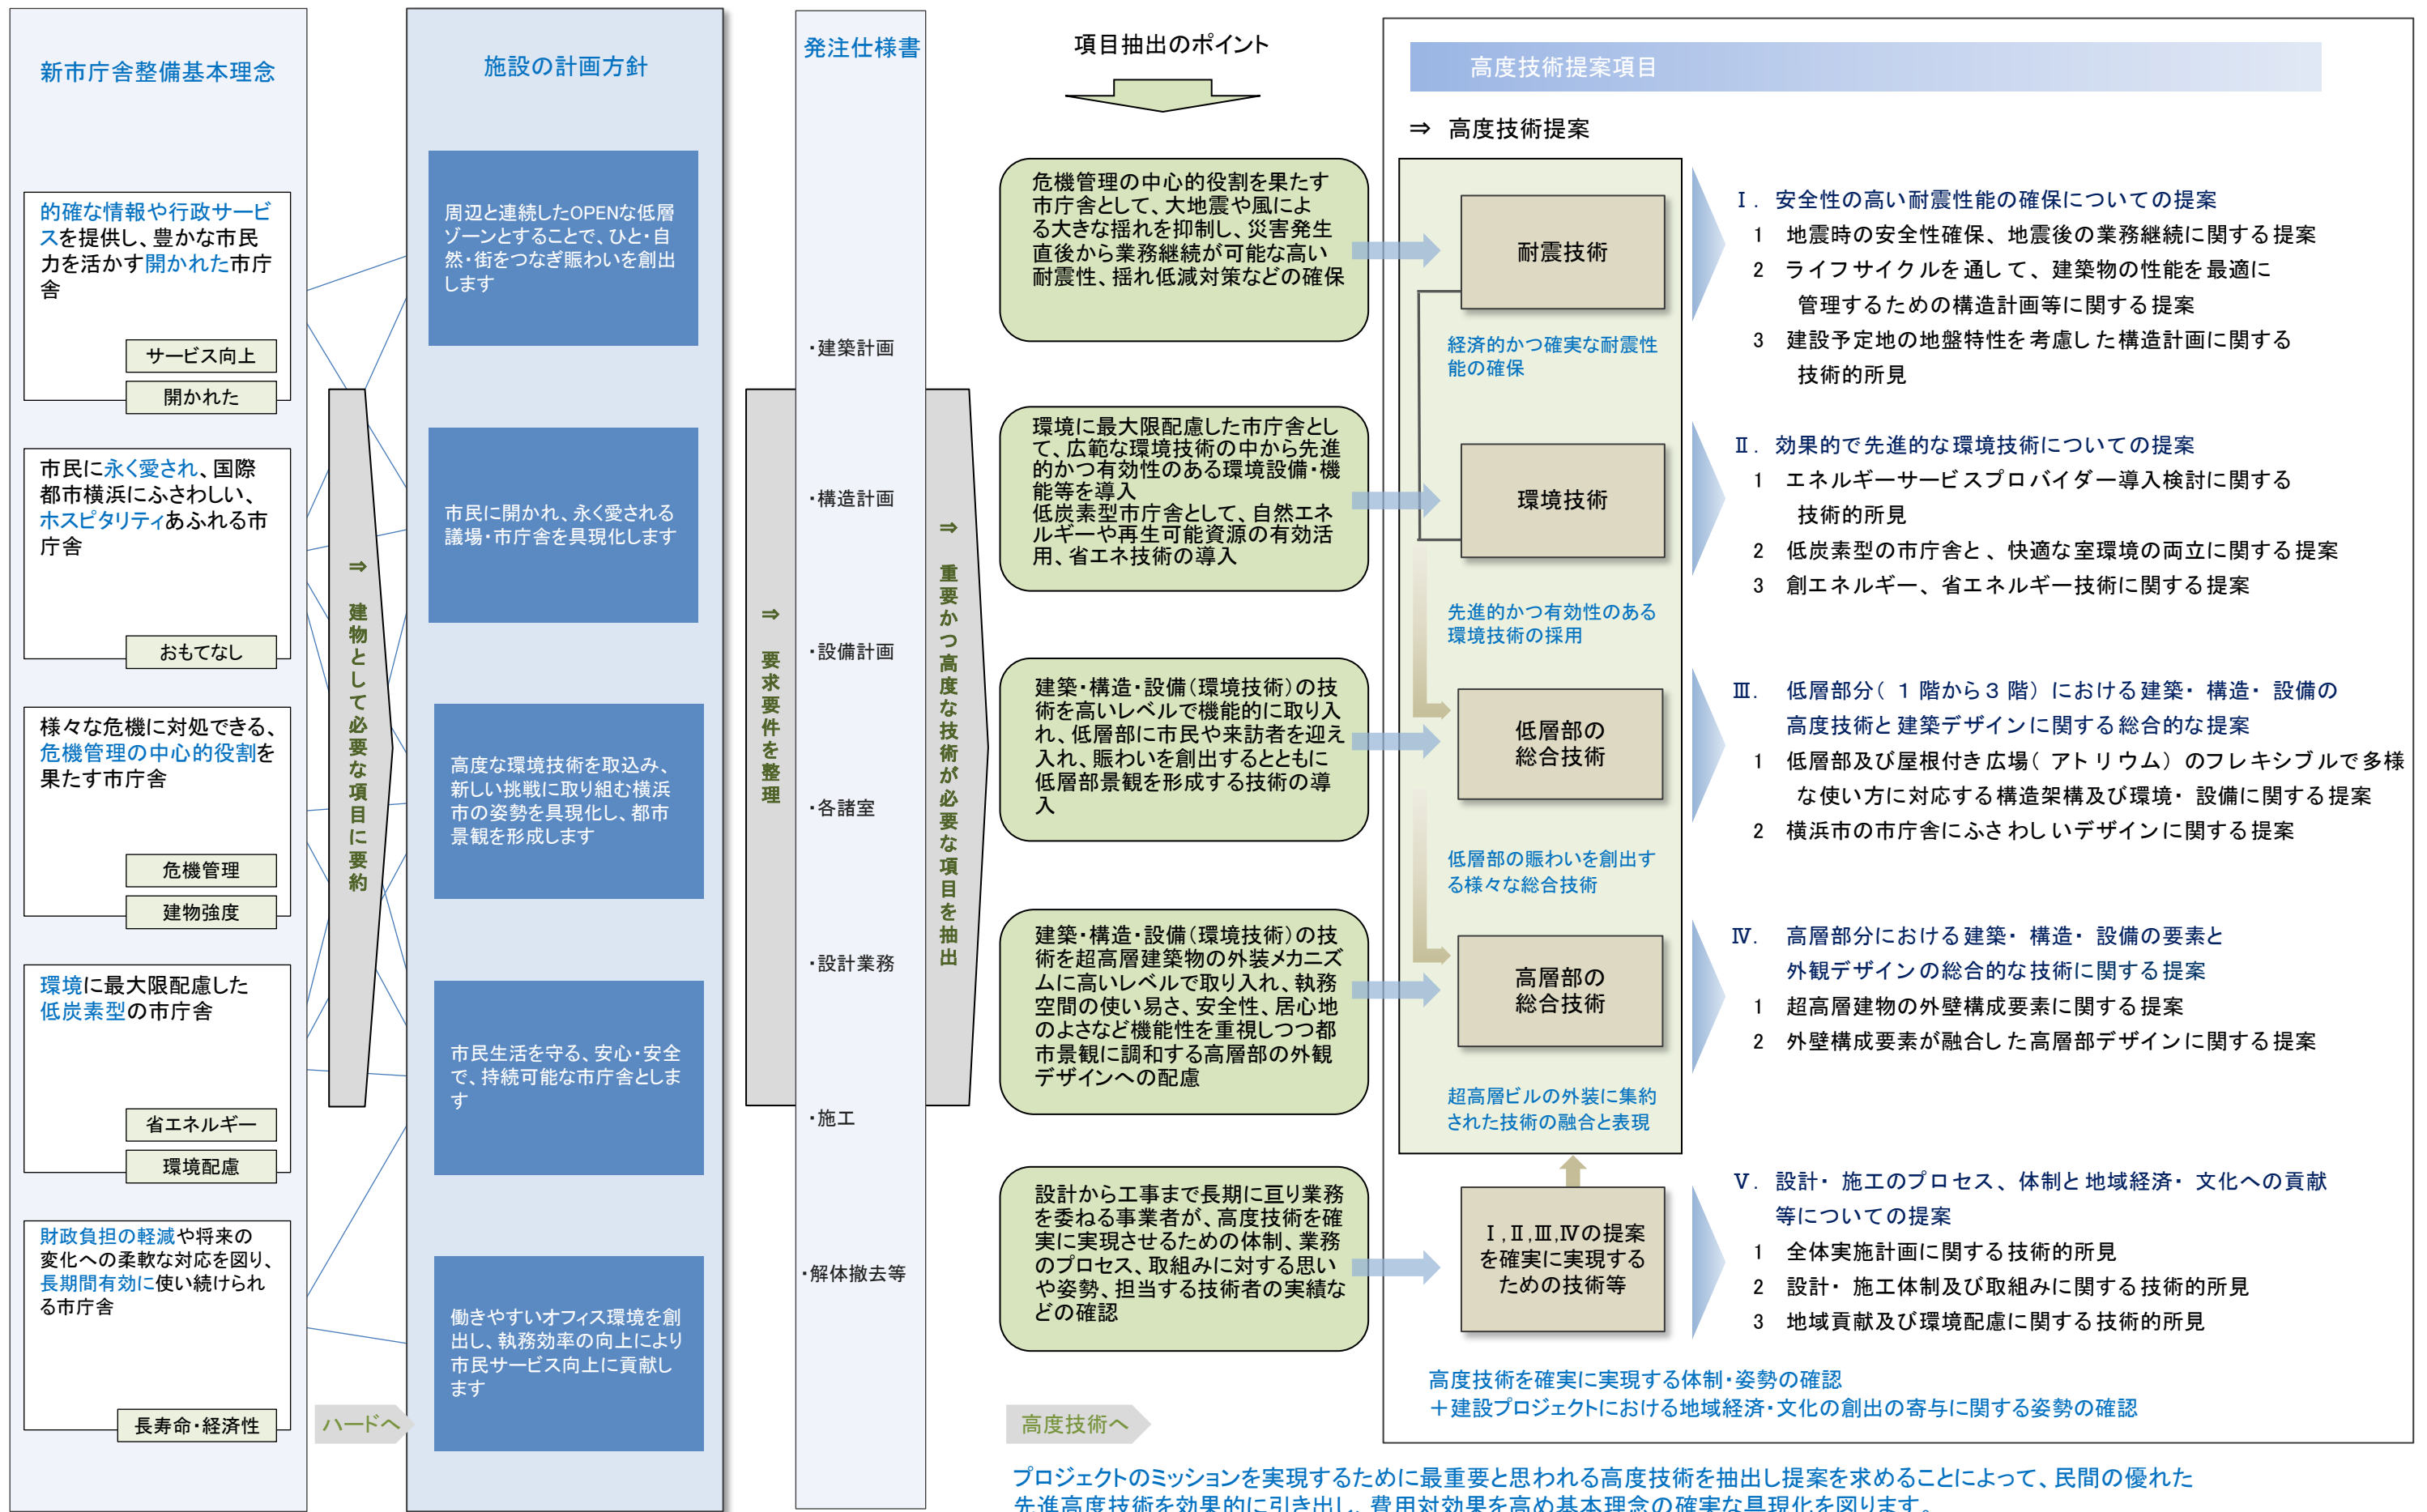 新市庁舎整備基本理念
的確な情報や行政サービ
スを提供し、豊かな市民
力を活かす開かれた市庁
舎
サービス向上
開かれた
市民に永く愛され、国際
都市横浜にふさわしい、
ホスピタリティあふれる市
庁舎
おもてなし
様々な危機に対処できる、
危機管理の中心的役割を
果たす市庁舎
危機管理
建物強度
環境に最大限配慮した
低炭素型の市庁舎
省エネルギー
環境配慮
財政負担の軽減や将来の
変化への柔軟な対応を図り、
長期間有効に使い続けられ
る市庁舎
長寿命・経済性
⇒ 建物として必要な項目に要約
ハードへ
施設の計画方針
周辺と連続したOPENな低層
ゾーンとすることで、ひと・自
然・街をつなぎ賑わいを創出
します
市民に開かれ、永く愛される
議場・市庁舎を具現化します
高度な環境技術を取込み、
新しい挑戦に取り組む横浜
市の姿勢を具現化し、都市
景観を形成します
市民生活を守る、安心・安全
で、持続可能な市庁舎としま
す
働きやすいオフィス環境を創
出し、執務効率の向上により
市民サービス向上に貢献し
ます
⇒ 要求要件を整理
発注仕様書
・建築計画
・構造計画
・設備計画
・各諸室
・設計業務
・施工
・解体撤去等
⇒ 重要かつ高度な技術が必要な項目を抽出
項目抽出のポイント
危機管理の中心的役割を果たす
市庁舎として、大地震や風によ
る大きな揺れを抑制し、災害発生
直後から業務継続が可能な高い
耐震性、揺れ低減対策などの確保
環境に最大限配慮した市庁舎とし
て、広範な環境技術の中から先進
的かつ有効性のある環境設備・機
能等を導入
低炭素型市庁舎として、自然エネ
ルギーや再生可能資源の有効活
用、省エネ技術の導入
建築・構造・設備（環境技術）の技
術を高いレベルで機能的に取り入
れ、低層部に市民や来訪者を迎え
入れ、賑わいを創出するとともに
低層部景観を形成する技術の導
入
建築・構造・設備（環境技術）の技
術を超高層建築物の外装メカニズ
ムに高いレベルで取り入れ、執務
空間の使い易さ、安全性、居心地
のよさなど機能性を重視しつつ都
市景観に調和する高層部の外観
デザインへの配慮
設計から工事まで長期に亘り業務
を委ねる事業者が、高度技術を確
実に実現させるための体制、業務
のプロセス、取組みに対する思い
や姿勢、担当する技術者の実績な
どの確認
高度技術へ
高度技術提案項目
⇒ 高度技術提案
耐震技術
経済的かつ確実な耐震性
能の確保
環境技術
先進的かつ有効性のある
環境技術の採用
低層部の
総合技術
低層部の賑わいを創出す
る様々な総合技術
高層部の
総合技術
超高層ビルの外装に集約
された技術の融合と表現
Ⅰ,Ⅱ,Ⅲ,Ⅳの提案
を確実に実現する
ための技術等
Ⅰ. 安全性の高い耐震性能の確保についての提案
1 地震時の安全性確保、地震後の業務継続に関する提案
2 ライフサイクルを通して、建築物の性能を最適に
管理するための構造計画等に関する提案
3 建設予定地の地盤特性を考慮した構造計画に関する
技術的所見
Ⅱ. 効果的で先進的な環境技術についての提案
1 エネルギーサービスプロバイダー導入検討に関する
技術的所見
2 低炭素型の市庁舎と、快適な室環境の両立に関する提案
3 創エネルギー、省エネルギー技術に関する提案
Ⅲ. 低層部分（1階から3階）における建築・構造・設備の
高度技術と建築デザインに関する総合的な提案
1 低層部及び屋根付き広場（アトリウム）のフレキシブルで多様
な使い方に対応する構造架構及び環境・設備に関する提案
2 横浜市の市庁舎にふさわしいデザインに関する提案
Ⅳ. 高層部分における建築・構造・設備の要素と
外観デザインの総合的な技術に関する提案
1 超高層建物の外壁構成要素に関する提案
2 外壁構成要素が融合した高層部デザインに関する提案
Ⅴ. 設計・施工のプロセス、体制と地域経済・文化への貢献
等についての提案
1 全体実施計画に関する技術的所見
2 設計・施工体制及び取組みに関する技術的所見
3 地域貢献及び環境配慮に関する技術的所見
高度技術を確実に実現する体制・姿勢の確認
＋建設プロジェクトにおける地域経済・文化の創出の寄与に関する姿勢の確認
プロジェクトのミッションを実現するために最重要と思われる高度技術を抽出し提案を求めることによって、民間の優れた
先進高度技術を効果的に引き出し、費用対効果を高め基本理念の確実な具現化を図ります。